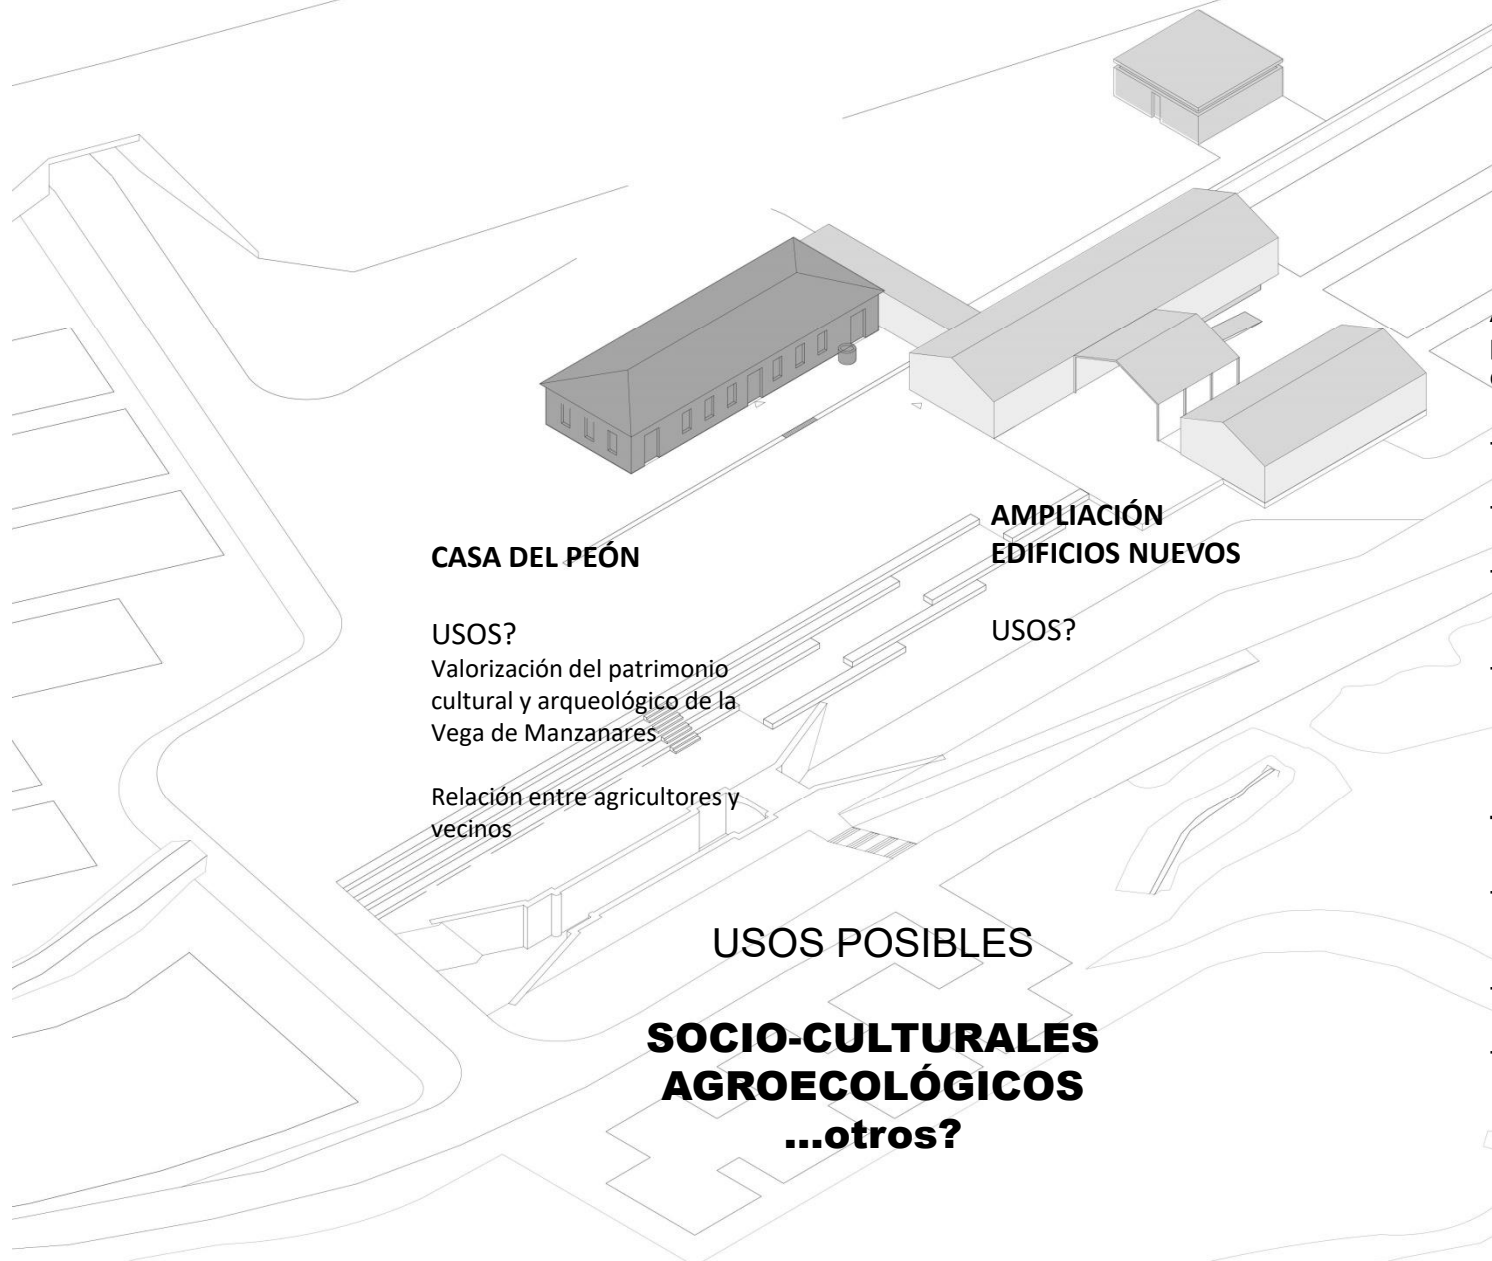 CASA DEL PEÓN
USOS?
Valorización del patrimonio
cultural y arqueológico de la
Vega de Manzanares
Relación entre agricultores y
vecinos
AMPLIACIÓN
EDIFICIOS NUEVOS
USOS?
USOS POSIBLES
SOCIO-CULTURALES
AGROECOLÓGICOS
...otros?